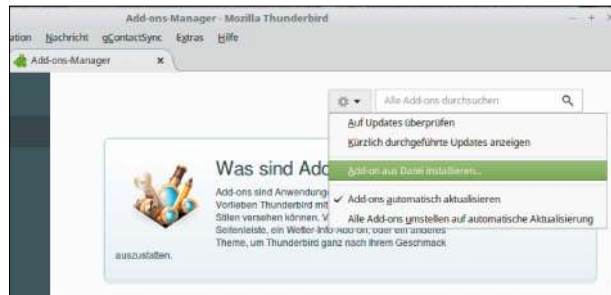 Add-ons-Manager - Mozilla Thunderbird
ation Nachricht gContactSync Extras Hilfe
Add-ons-Manager
Alle Add-ons durchsuchen
Auf Updates überprüfen
Kürzlich durchgeführte Updates anzeigen
Add-on aus Datei installieren...
Add-ons automatisch aktualisieren
Alle Add-ons umstellen auf automatische Aktualisierung
Was sind Add
Add-ons sind Anwendung
Vorlieben Thunderbird mit
Stilen versehen können. V
Seitenleiste, ein Wetter-Info-Add-on, oder ein anderes
Theme, um Thunderbird ganz nach Ihrem Geschmack
auszustatten.